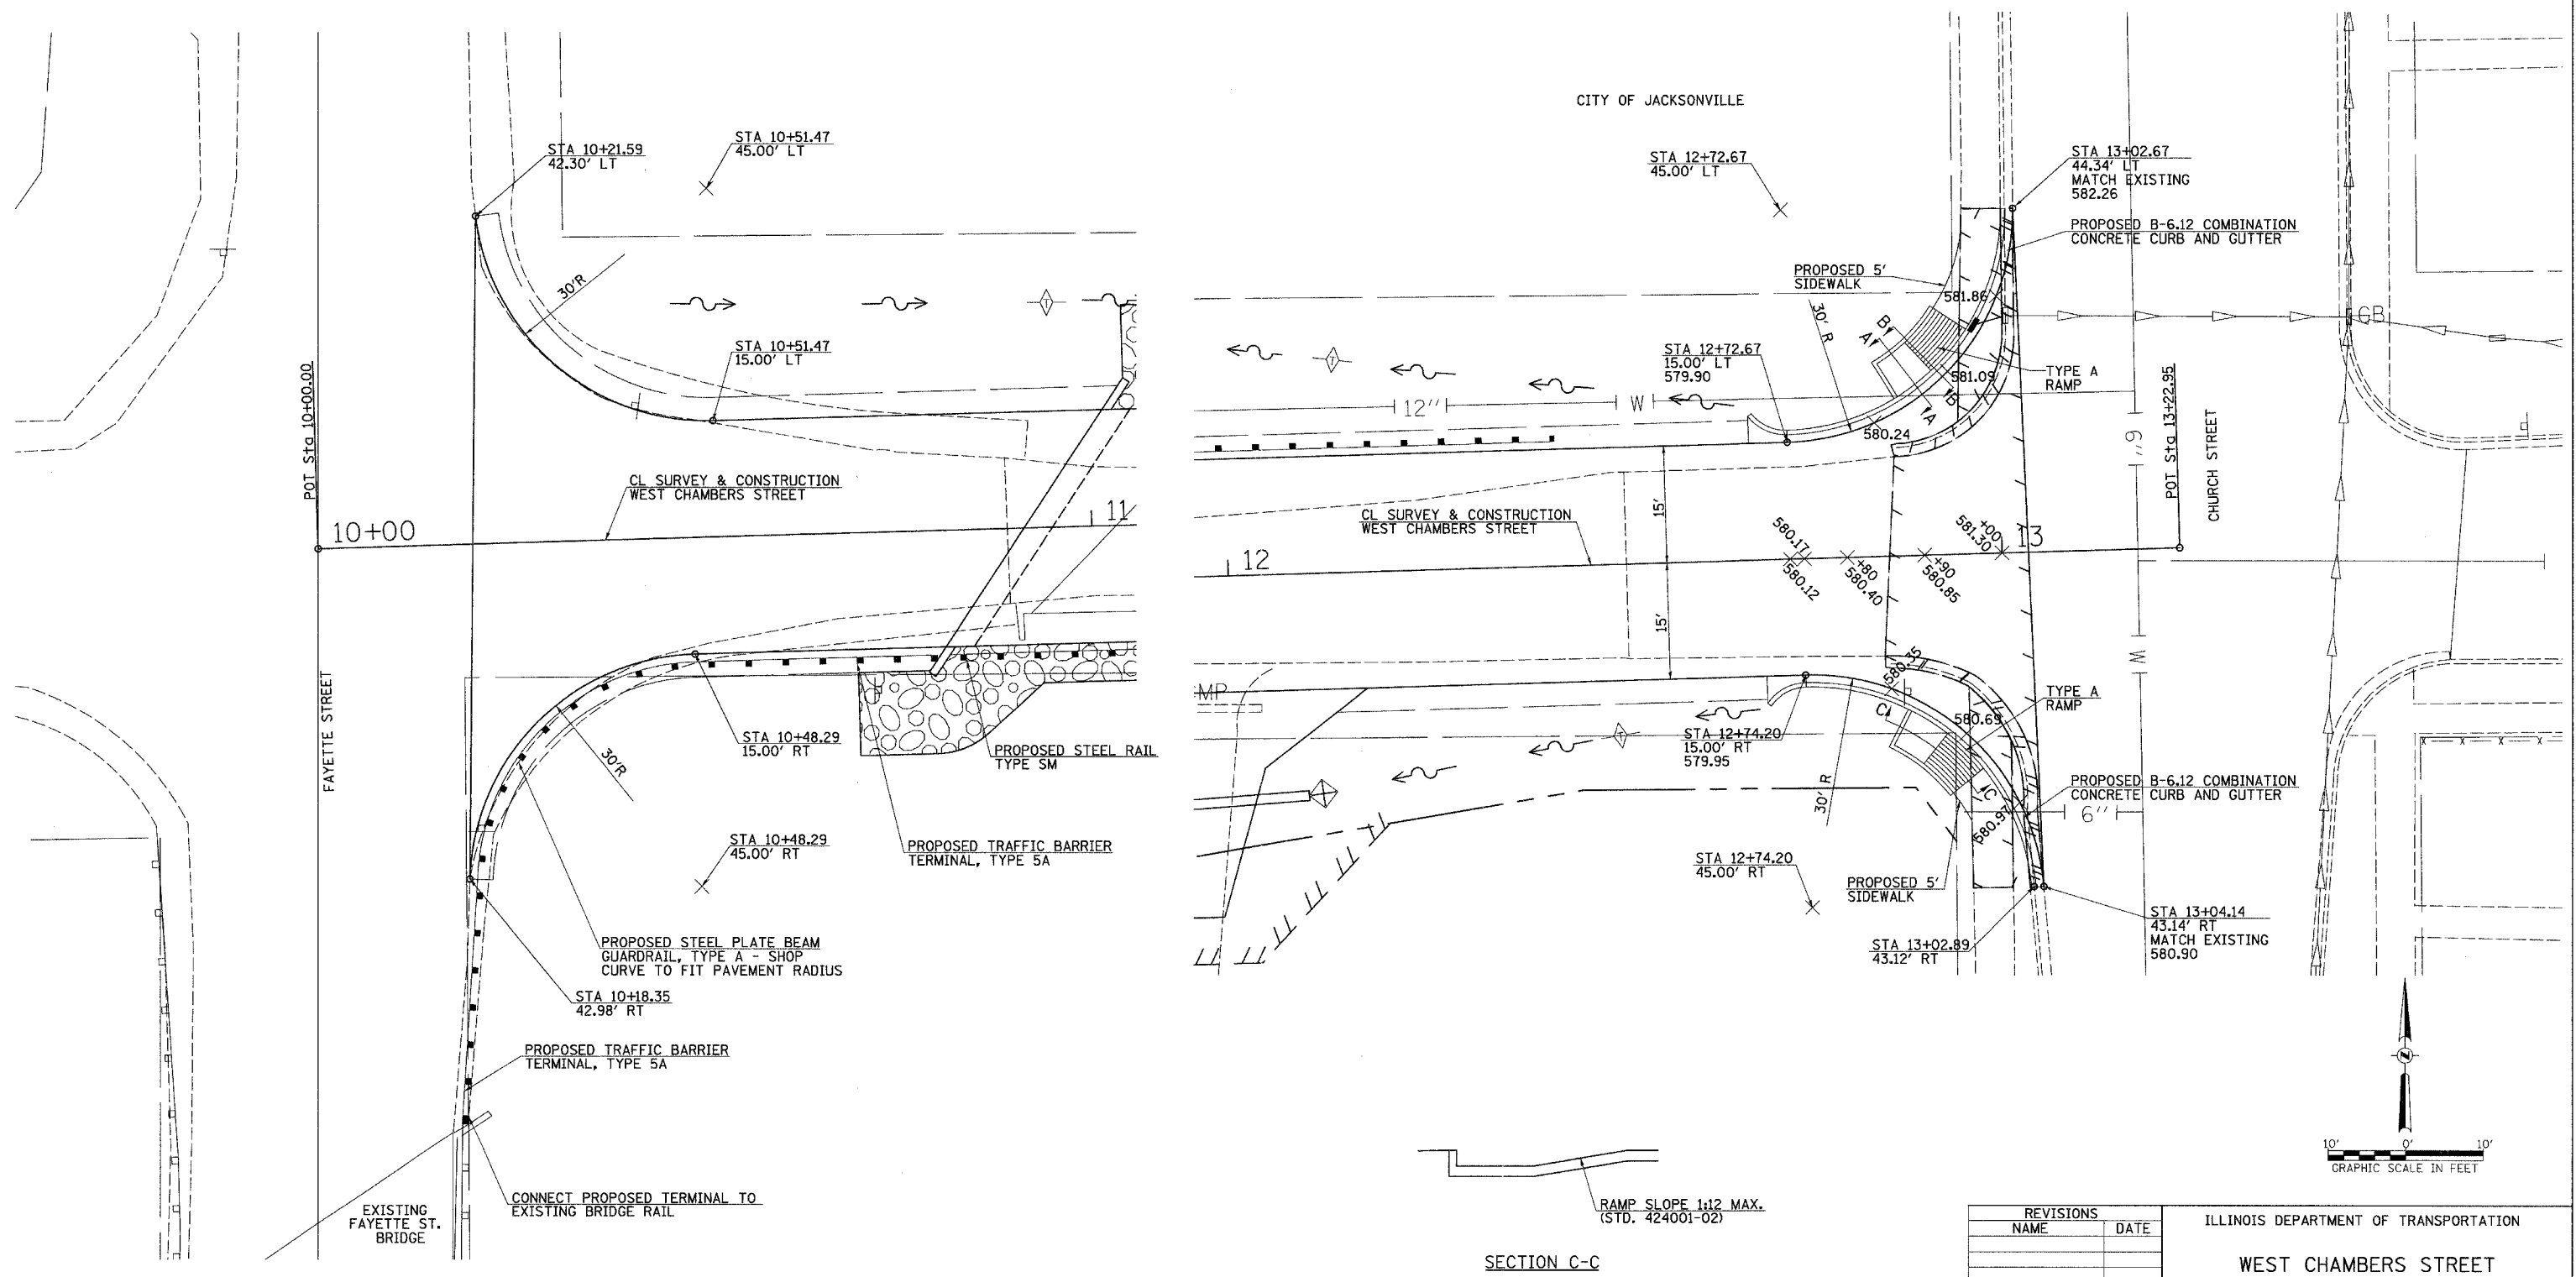 CITY OF JACKSONVILLE
STA 10+21.59
42.30' LT
STA 10+51.47
45.00' LT
30'R
T
STA 10+51.47
15.00' LT
POT Sta 10+00.00
CL SURVEY & CONSTRUCTION
WEST CHAMBERS STREET
10+00
11
FAYETTE STREET
30'R
STA 10+48.29
15.00' RT
PROPOSED STEEL RAIL
TYPE SM
STA 10+48.29
45.00' RT
PROPOSED TRAFFIC BARRIER
TERMINAL, TYPE 5A
PROPOSED STEEL PLATE BEAM
GUARDRAIL, TYPE A - SHOP
CURVE TO FIT PAVEMENT RADIUS
STA 10+18.35
42.98' RT
PROPOSED TRAFFIC BARRIER
TERMINAL, TYPE 5A
CONNECT PROPOSED TERMINAL TO
EXISTING BRIDGE RAIL
EXISTING
FAYETTE ST.
BRIDGE
STA 12+72.67
45.00' LT
STA 13+02.67
44.34' LT
MATCH EXISTING
582.26
PROPOSED B-6.12 COMBINATION
CONCRETE CURB AND GUTTER
PROPOSED 5'
SIDEWALK
581.86
30' R
B
A
GB
STA 12+72.67
15.00' LT
579.90
T
TYPE A
RAMP
581.09
B
A
12''
W
580.24
6''
POT Sta 13+22.95
CHURCH STREET
15'
CL SURVEY & CONSTRUCTION
WEST CHAMBERS STREET
12
580.17
580.12
+80
580.40
+90
580.85
+00
581.30
13
15'
W
580.35
MP
TYPE A
RAMP
C
580.69
STA 12+74.20
15.00' RT
579.95
T
30' R
C
PROPOSED B-6.12 COMBINATION
CONCRETE CURB AND GUTTER
6''
580.97
STA 12+74.20
45.00' RT
PROPOSED 5'
SIDEWALK
STA 13+02.89
43.12' RT
STA 13+04.14
43.14' RT
MATCH EXISTING
580.90
Z
10' 0' 10'
GRAPHIC SCALE IN FEET
RAMP SLOPE 1:12 MAX.
(STD. 424001-02)
SECTION C-C
REVISIONS
NAME DATE
ILLINOIS DEPARTMENT OF TRANSPORTATION
WEST CHAMBERS STREET